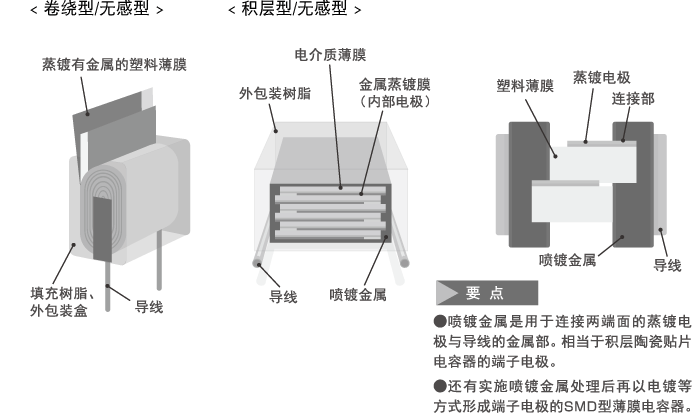 < 卷绕型/无感型 >
蒸镀有金属的塑料薄膜
填充树脂、
外包装盒
导线
< 积层型/无感型 >
电介质薄膜
金属蒸镀膜
（内部电极）
外包装树脂
导线
喷镀金属
塑料薄膜
蒸镀电极
连接部
喷镀金属
导线
要 点
●喷镀金属是用于连接两端面的蒸镀电
极与导线的金属部。相当于积层陶瓷贴片
电容器的端子电极。
●还有实施喷镀金属处理后再以电镀等
方式形成端子电极的SMD型薄膜电容器。